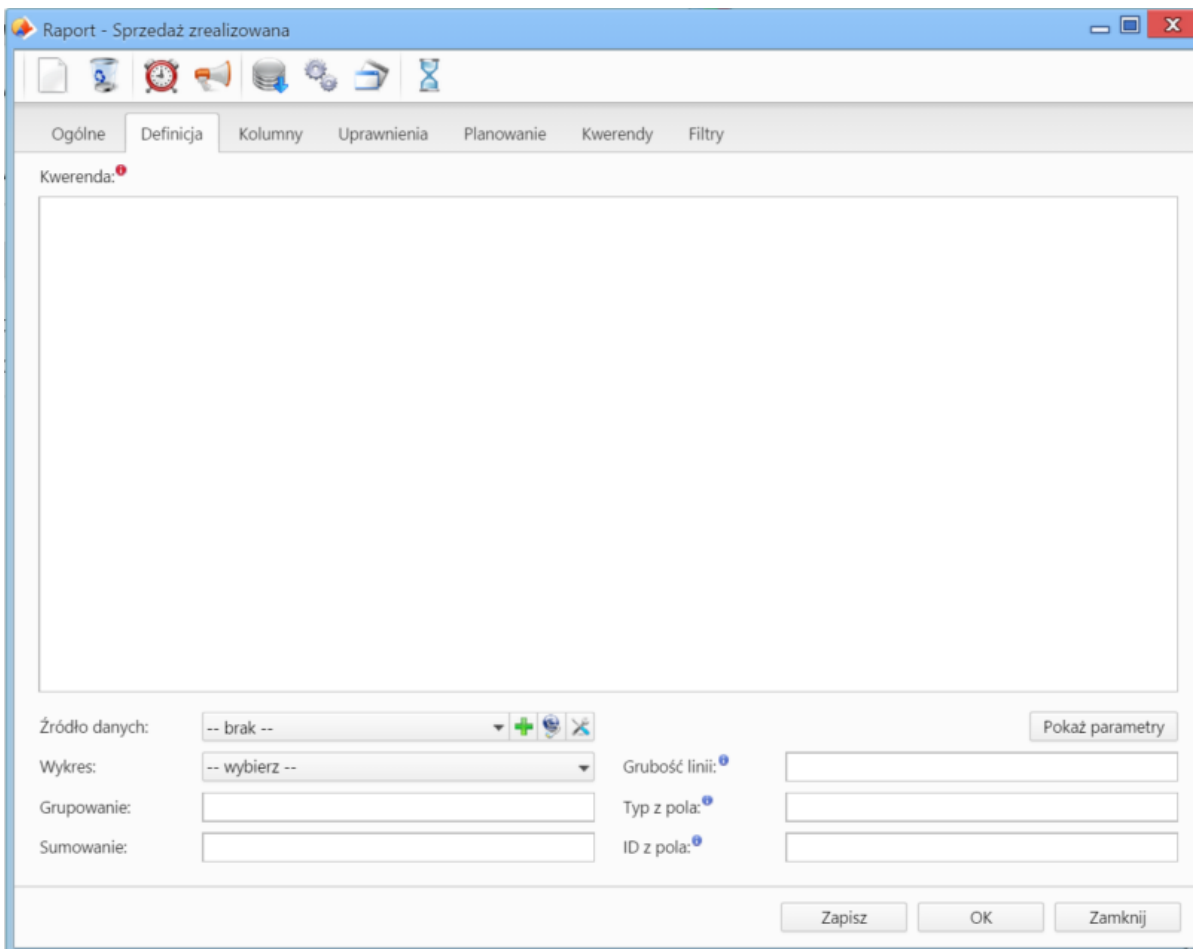 Raport - Sprzedaż zrealizowana
Ogólne Definicja Kolumny Uprawnienia Planowanie Kwerendy Filtry
Kwerenda:
Źródło danych: -- brak -- Pokaż parametry
Wykres: -- wybierz -- Grubość linii:
Grupowanie: Typ z pola:
Sumowanie: ID z pola:
Zapisz OK Zamknij